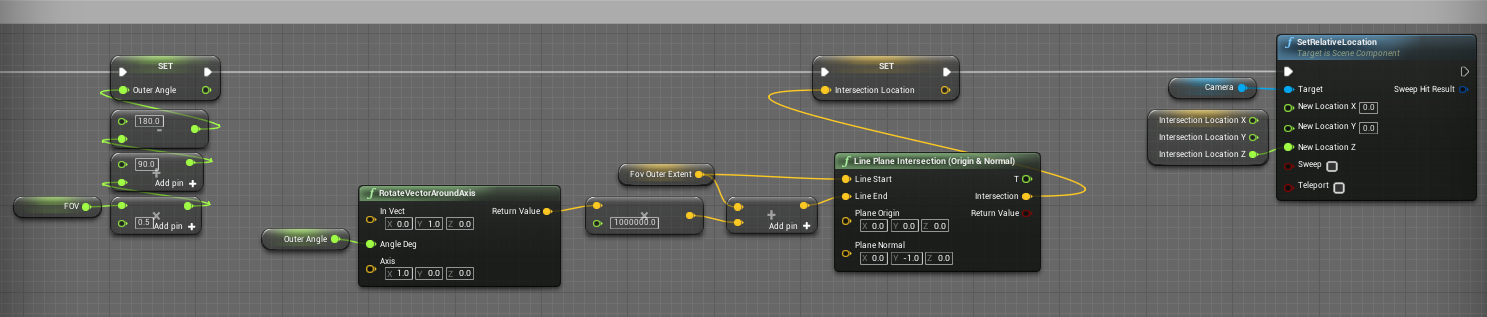 SET
Outer Angle
180.0
-
90.0
+
Add pin +
FOV
×
0.5
Add pin +
Outer Angle
f RotateVectorAroundAxis
In Vect
X 0.0 Y 1.0 Z 0.0
Return Value
Angle Deg
Axis
X 1.0 Y 0.0 Z 0.0
×
1000000.0
Fov Outer Extent
+
Add pin +
SET
Intersection Location
f Line Plane Intersection (Origin & Normal)
Line Start
T
Line End
Intersection
Plane Origin
Return Value
X 0.0 Y 0.0 Z 0.0
Plane Normal
X 0.0 Y -1.0 Z 0.0
Camera
Intersection Location X
Intersection Location Y
Intersection Location Z
f SetRelativeLocation
Target is Scene Component
Target
Sweep Hit Result
New Location X 0.0
New Location Y 0.0
New Location Z
Sweep
Teleport